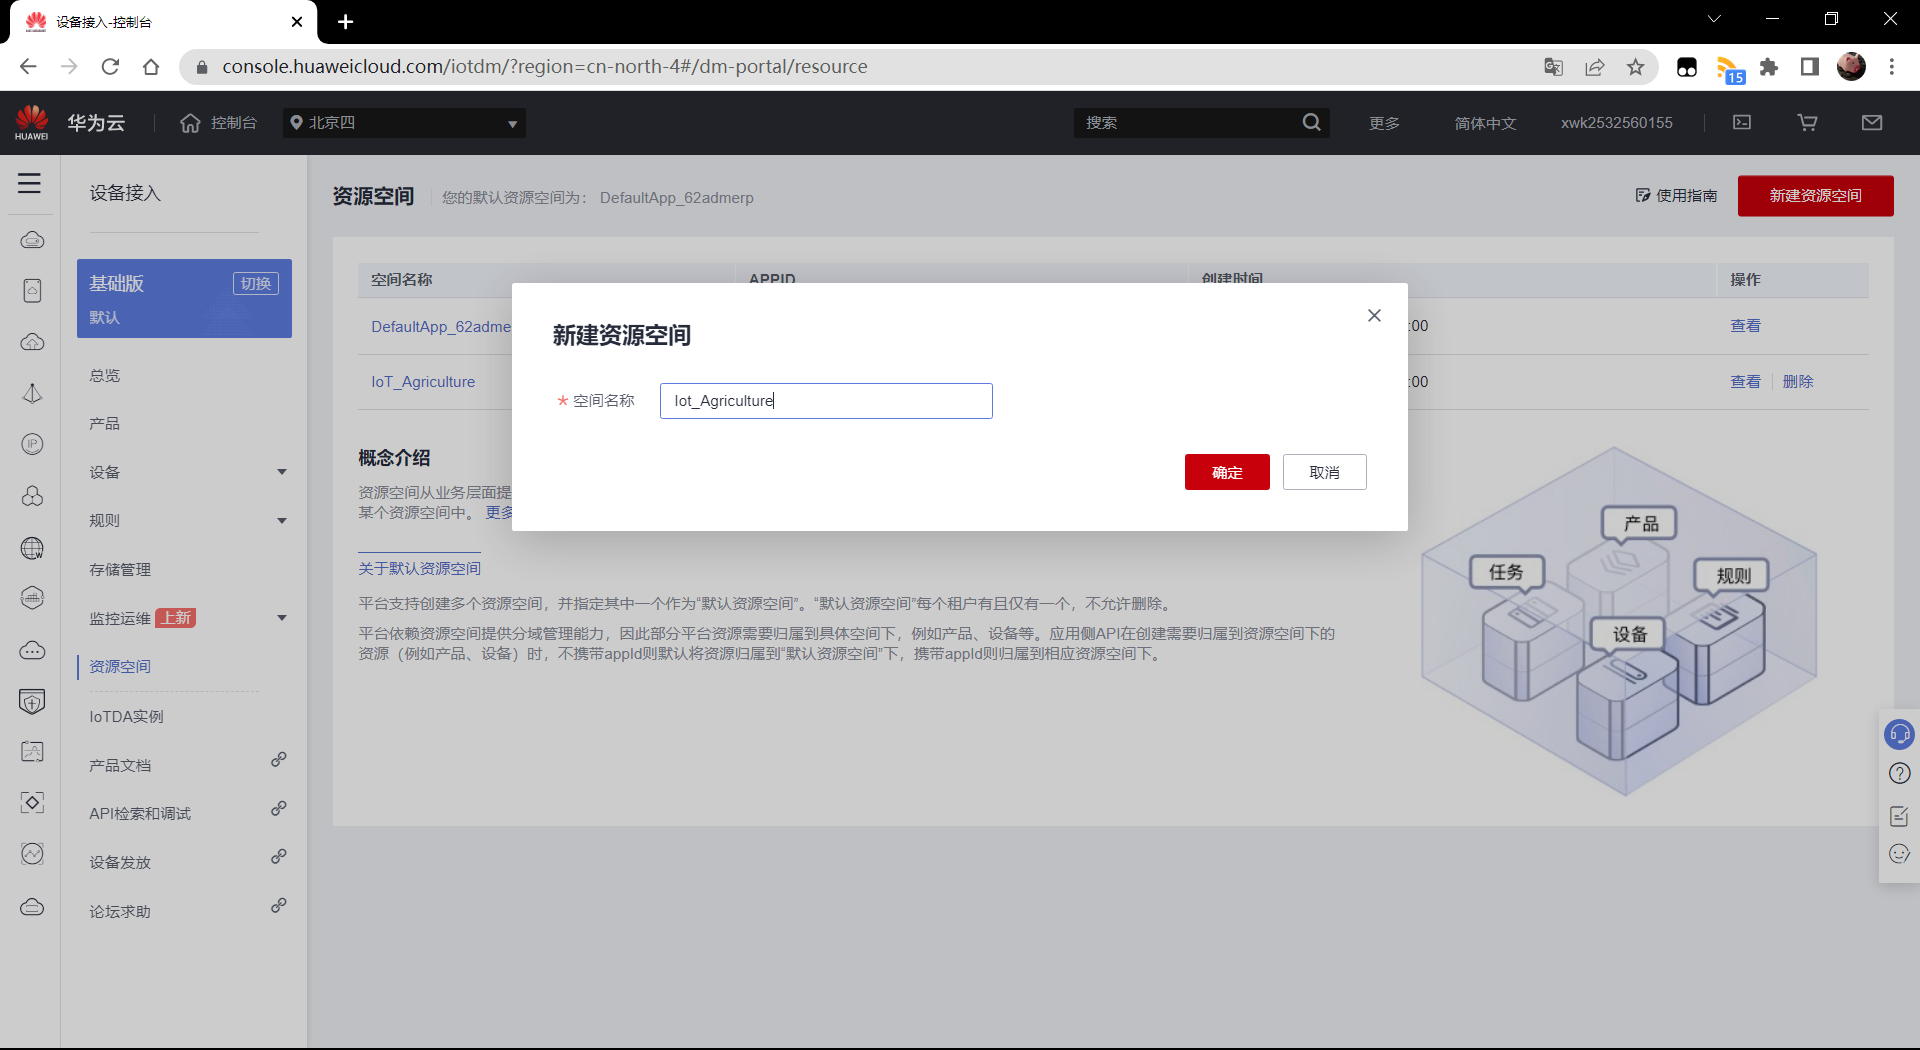 设备接入-控制台
console.huaweicloud.com/iotdm/?region=cn-north-4#/dm-portal/resource
15
HUAWEI
华为云
控制台
北京四
搜索
更多
简体中文
xwk2532560155
设备接入
基础版
切换
默认
总览
产品
设备
规则
存储管理
监控运维 上新
资源空间
IoTDA实例
产品文档
API检索和调试
设备发放
论坛求助
资源空间
您的默认资源空间为： DefaultApp_62admerp
使用指南
新建资源空间
空间名称 APPID 创建时间 操作
DefaultApp_62adme :00 查看
IoT_Agriculture :00 查看 删除
新建资源空间
* 空间名称 Iot_Agriculture
确定 取消
概念介绍
资源空间从业务层面提
某个资源空间中。 更多
关于默认资源空间
平台支持创建多个资源空间，并指定其中一个作为“默认资源空间”。“默认资源空间”每个租户有且仅有一个，不允许删除。
平台依赖资源空间提供分域管理能力，因此部分平台资源需要归属到具体空间下，例如产品、设备等。应用侧API在创建需要归属到资源空间下的
资源（例如产品、设备）时，不携带appId则默认将资源归属到“默认资源空间”下，携带appId则归属到相应资源空间下。
产品
任务
规则
设备
IP
W